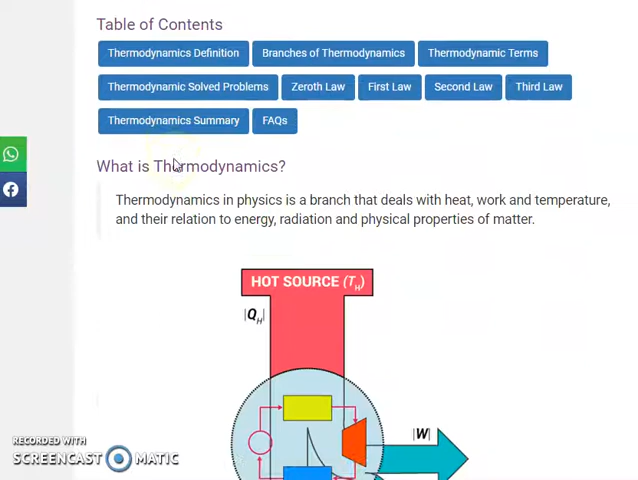 Table of Contents
Thermodynamics Definition Branches of Thermodynamics Thermodynamic Terms
Thermodynamic Solved Problems Zeroth Law First Law Second Law Third Law
Thermodynamics Summary FAQs
What is Thermodynamics?
Thermodynamics in physics is a branch that deals with heat, work and temperature,
and their relation to energy, radiation and physical properties of matter.
HOT SOURCE (T_H)
|Q_H|
|W|
RECORDED WITH
SCREENCAST MATIC